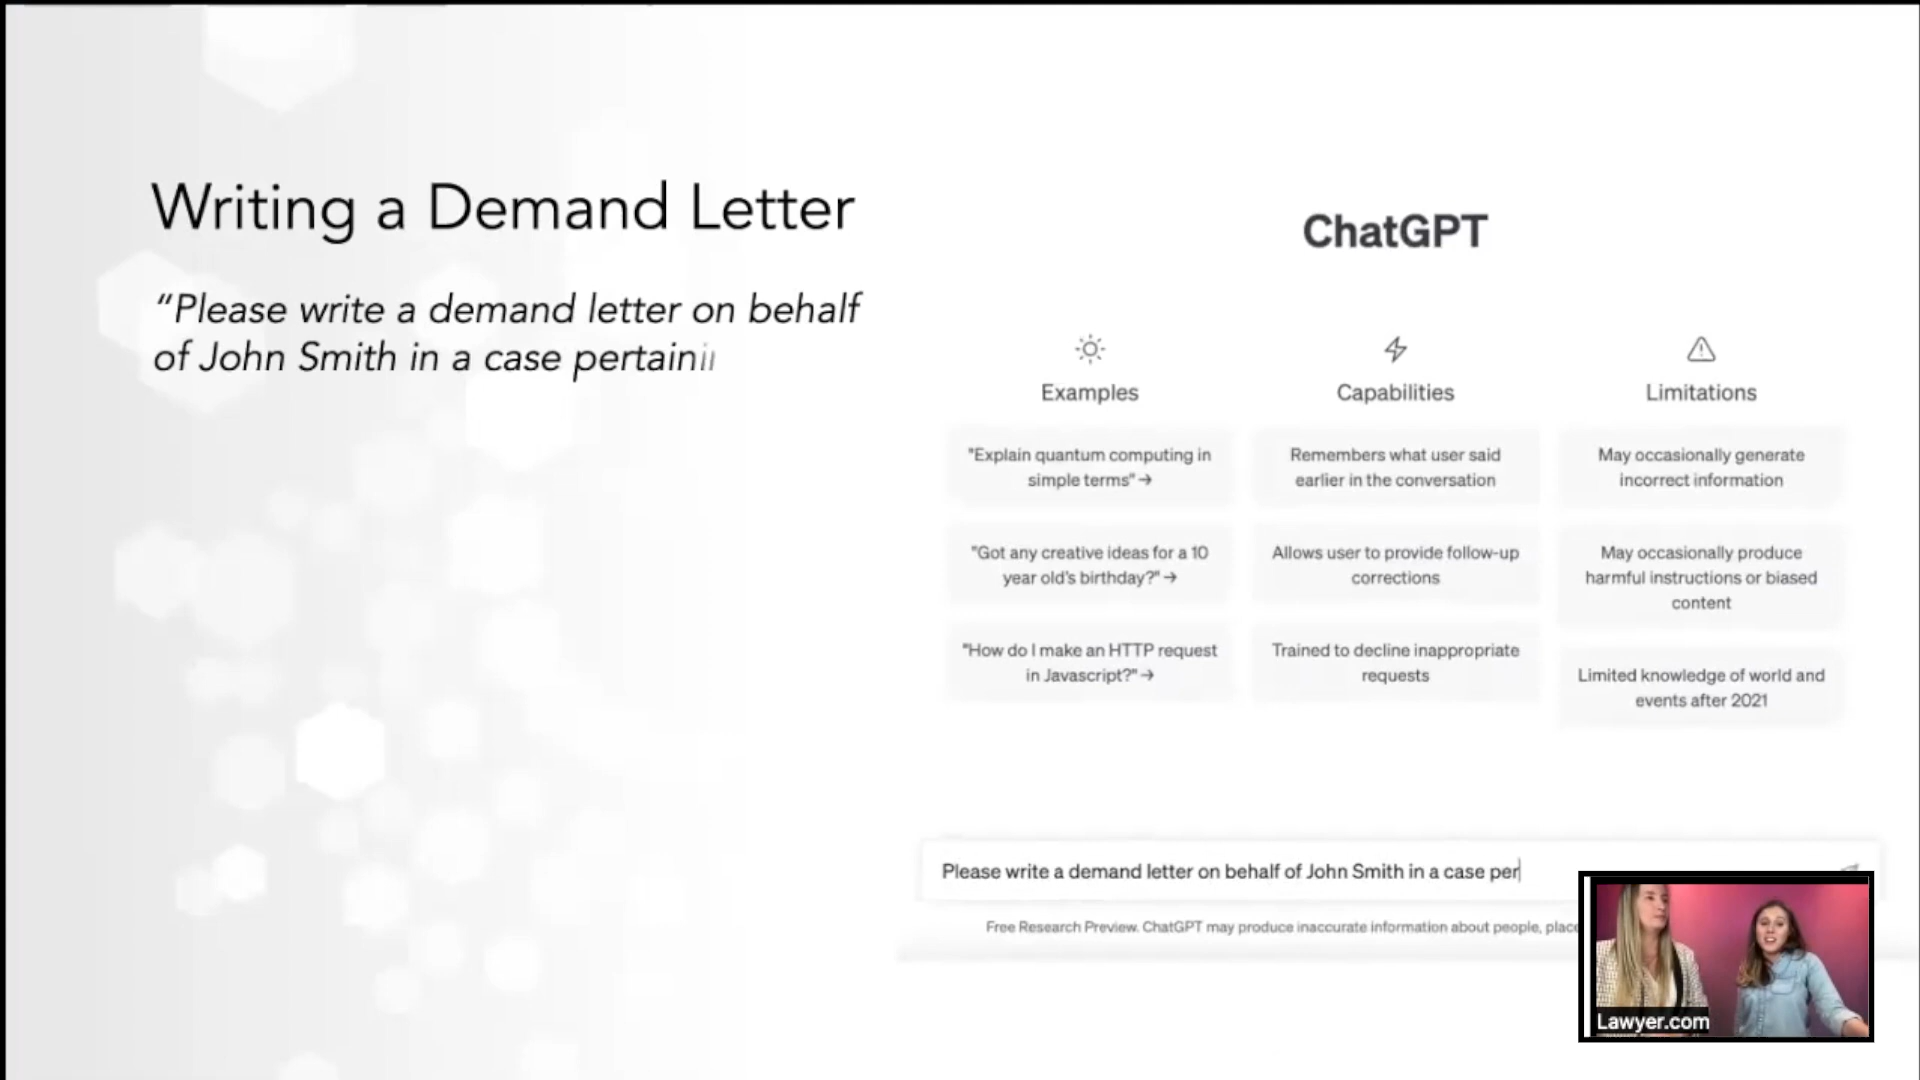 Writing a Demand Letter
“Please write a demand letter on behalf
of John Smith in a case pertainii
ChatGPT
Examples
"Explain quantum computing in
simple terms" →
"Got any creative ideas for a 10
year old's birthday?" →
"How do I make an HTTP request
in Javascript?" →
Capabilities
Remembers what user said
earlier in the conversation
Allows user to provide follow-up
corrections
Trained to decline inappropriate
requests
Limitations
May occasionally generate
incorrect information
May occasionally produce
harmful instructions or biased
content
Limited knowledge of world and
events after 2021
Please write a demand letter on behalf of John Smith in a case per
Free Research Preview. ChatGPT may produce inaccurate information about people, place
Lawyer.com